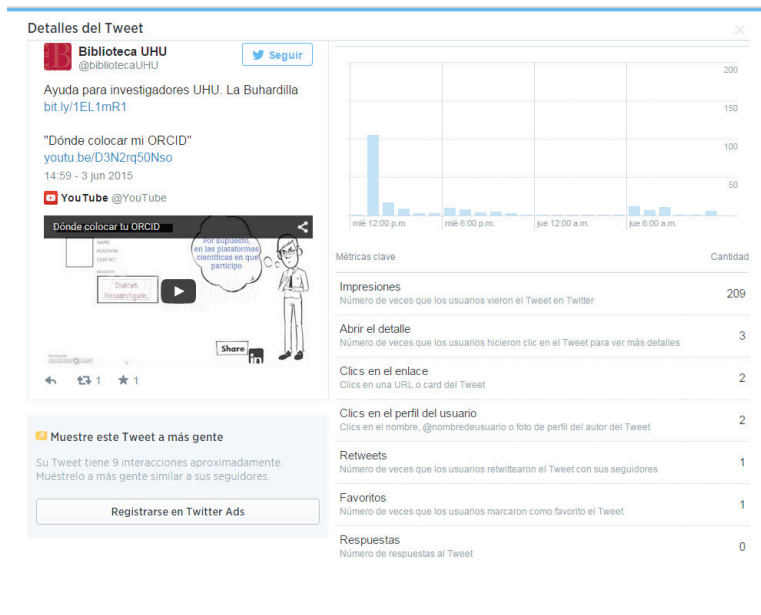 Detalles del Tweet
Biblioteca UHU
@bibliotecaUHU
Seguir
Ayuda para investigadores UHU. La Buhardilla
bit.ly/1EL1mR1
"Dónde colocar mi ORCID"
youtu.be/D3N2rq50Nso
14:59 - 3 jun 2015
YouTube @YouTube
Dónde colocar tu ORCID
NAME
POSITION
CONTACT
Dialnet,
Researchgate,
Por supuesto,
en las plataformas
científicas en que
participo
Share
in
1
1
Muestre este Tweet a más gente
Su Tweet tiene 9 interacciones aproximadamente.
Muéstrelo a más gente similar a sus seguidores.
Registrarse en Twitter Ads
200
150
100
50
mié 12:00 p.m.
mié 6:00 p.m.
jue 12:00 a.m.
jue 6:00 a.m.
Métricas clave
Cantidad
Impresiones
Número de veces que los usuarios vieron el Tweet en Twitter
209
Abrir el detalle
Número de veces que los usuarios hicieron clic en el Tweet para ver más detalles
3
Clics en el enlace
Clics en una URL o card del Tweet
2
Clics en el perfil del usuario
Clics en el nombre, @nombredeusuario o foto de perfil del autor del Tweet
2
Retweets
Número de veces que los usuarios retwittearon el Tweet con sus seguidores
1
Favoritos
Número de veces que los usuarios marcaron como favorito el Tweet
1
Respuestas
Número de respuestas al Tweet
0